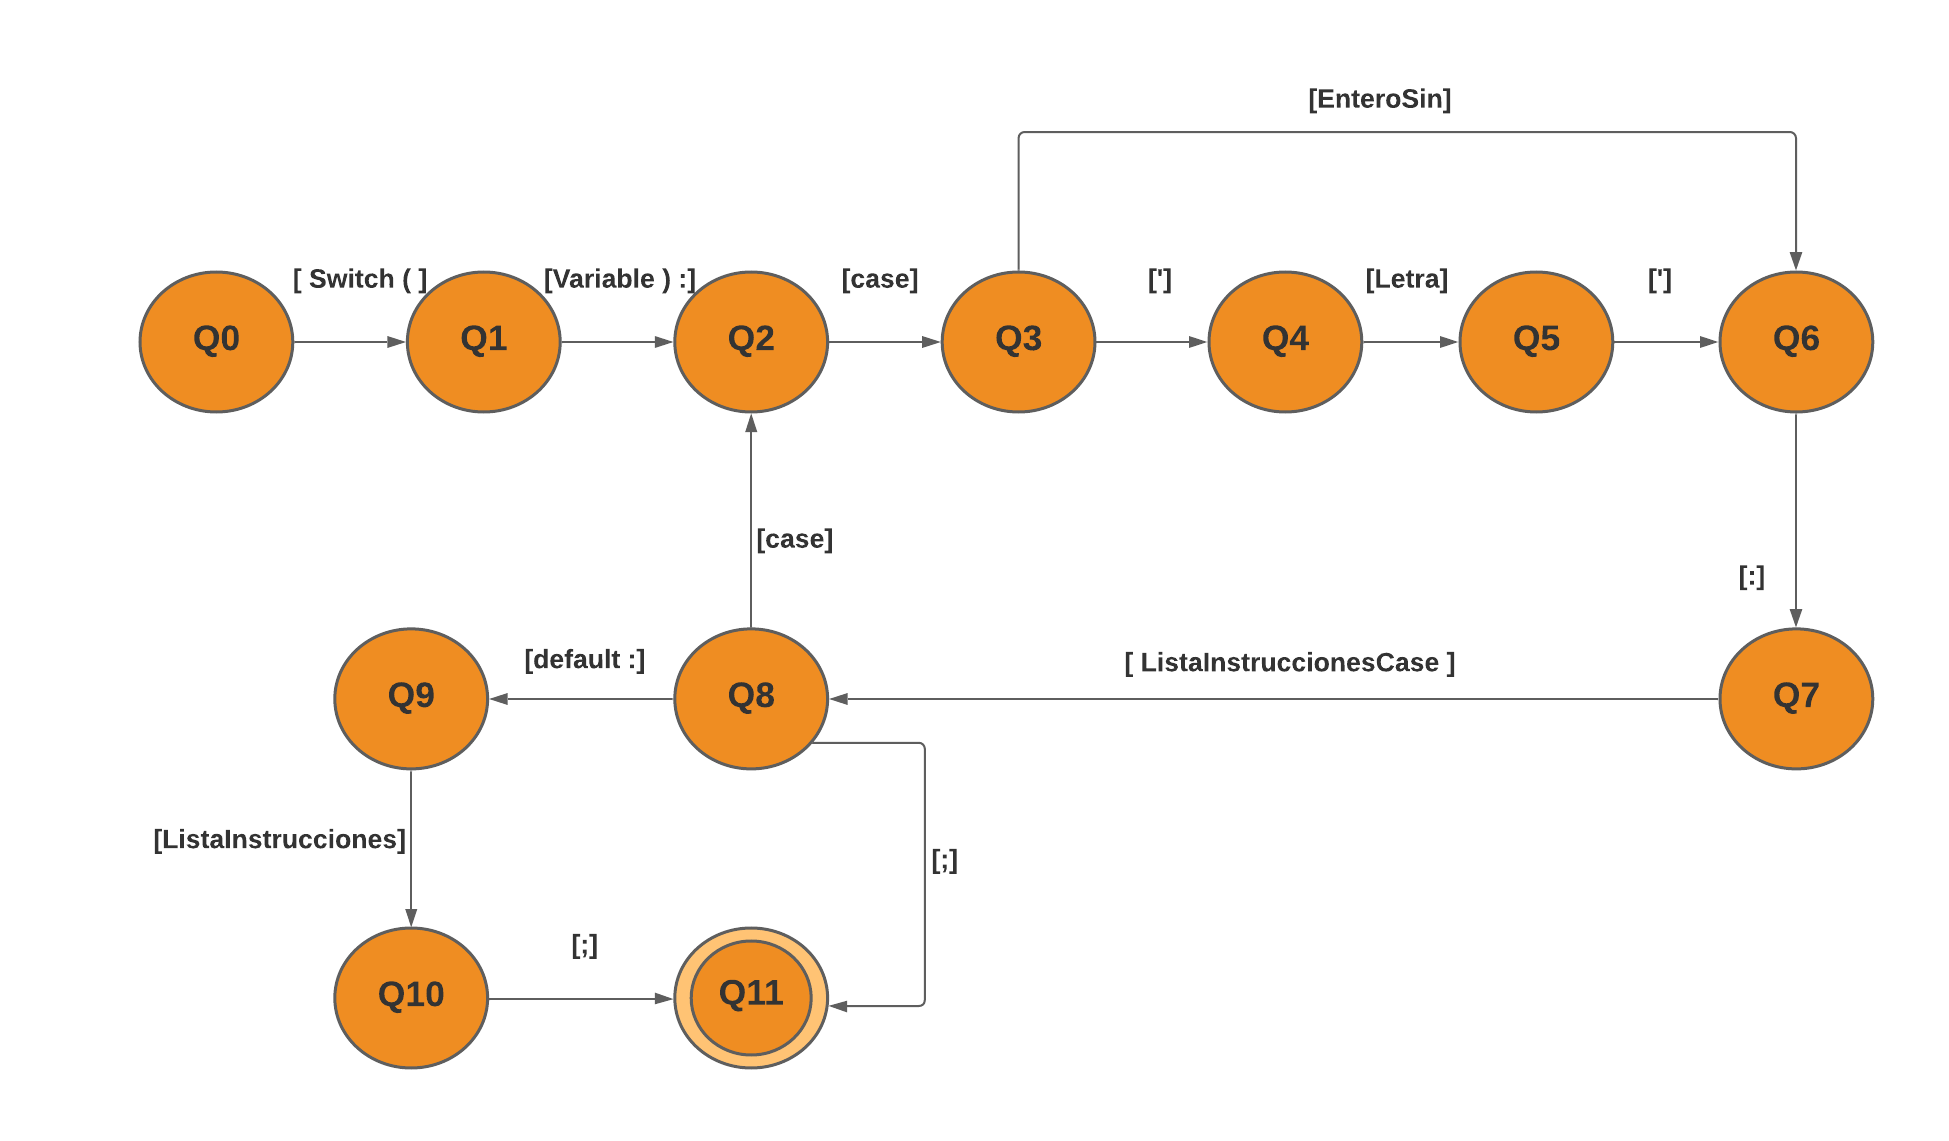 [EnteroSin]
[ Switch ( ]
[Variable ) :]
[case]
[']
[Letra]
[']
Q0
Q1
Q2
Q3
Q4
Q5
Q6
[case]
[:]
[default :]
[ ListaInstruccionesCase ]
Q9
Q8
Q7
[ListaInstrucciones]
[;]
[;]
Q10
Q11